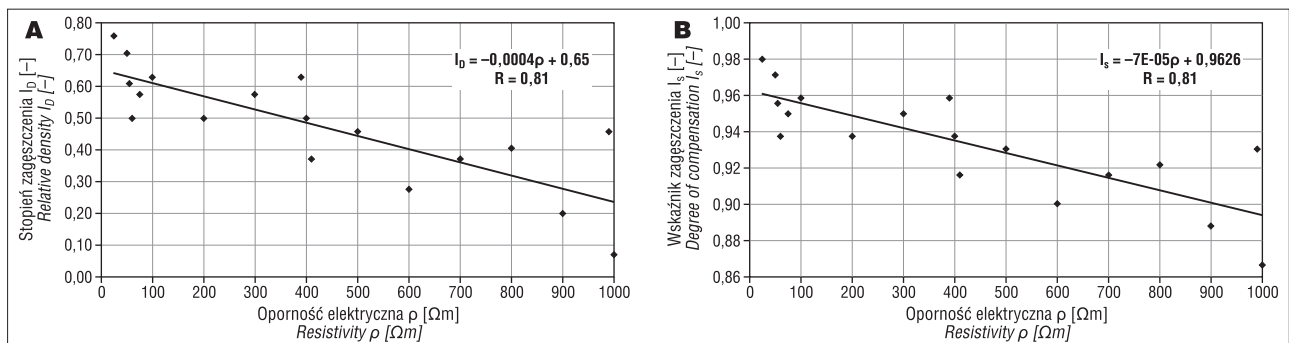 A
Stopień zagęszczenia I_D [–]
Relative density I_D [–]
0,80
0,70
0,60
0,50
0,40
0,30
0,20
0,10
0,00
I_D = –0,0004ρ + 0,65
R = 0,81
0 100 200 300 400 500 600 700 800 900 1000
Oporność elektryczna ρ [Ωm]
Resistivity ρ [Ωm]
B
Wskaźnik zagęszczenia I_S [–]
Degree of compensation I_s [–]
1,00
0,98
0,96
0,94
0,92
0,90
0,88
0,86
I_s = –7E-05ρ + 0,9626
R = 0,81
0 100 200 300 400 500 600 700 800 900 1000
Oporność elektryczna ρ [Ωm]
Resistivity ρ [Ωm]